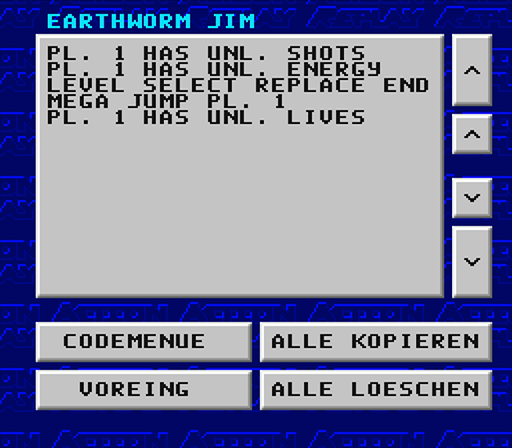 EARTHWORM JIM
PL. 1 HAS UNL. SHOTS
PL. 1 HAS UNL. ENERGY
LEVEL SELECT REPLACE END
MEGA JUMP PL. 1
PL. 1 HAS UNL. LIVES
CODEMENUE
ALLE KOPIEREN
VOREING
ALLE LOESCHEN